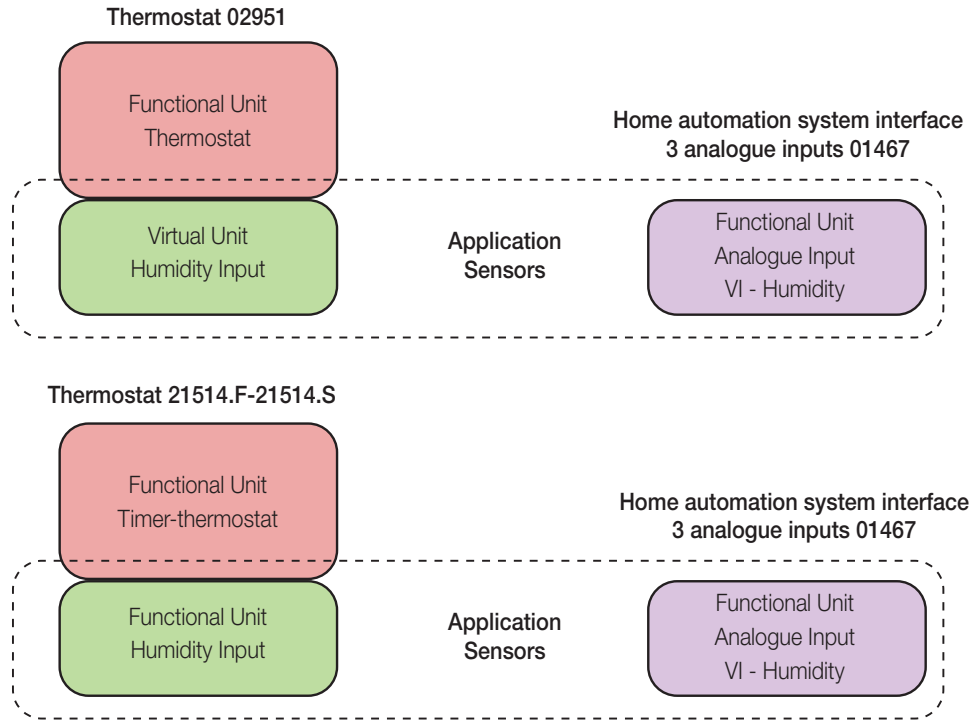 Thermostat 02951
Functional Unit
Thermostat
Home automation system interface
3 analogue inputs 01467
Virtual Unit
Humidity Input
Application
Sensors
Functional Unit
Analogue Input
VI - Humidity
Thermostat 21514.F-21514.S
Functional Unit
Timer-thermostat
Home automation system interface
3 analogue inputs 01467
Functional Unit
Humidity Input
Application
Sensors
Functional Unit
Analogue Input
VI - Humidity